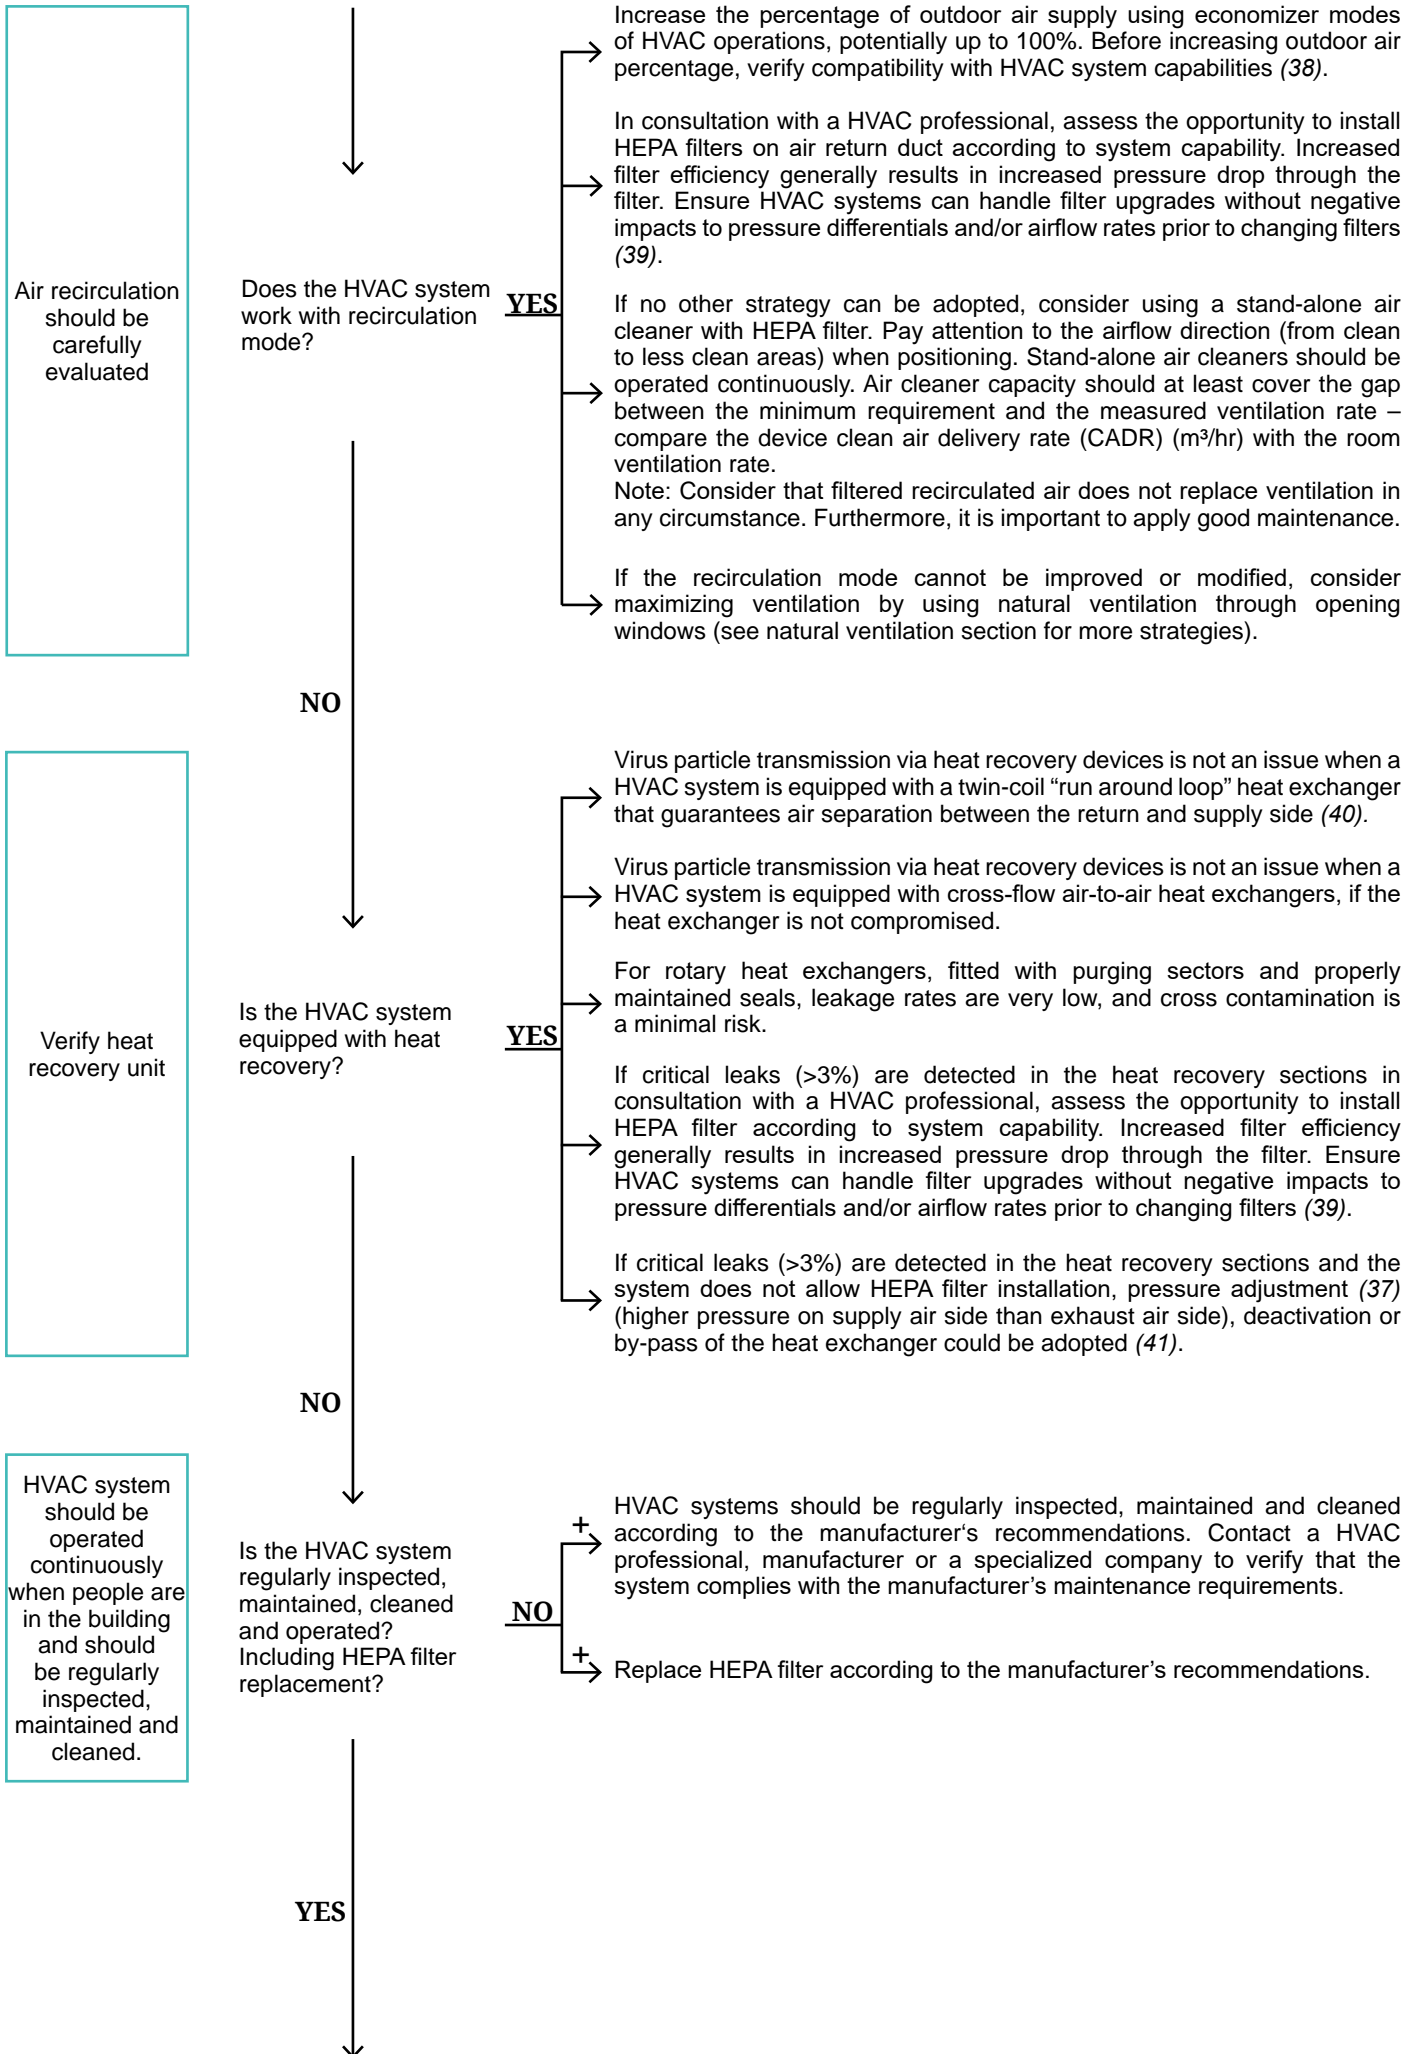 Increase the percentage of outdoor air supply using economizer modes
of HVAC operations, potentially up to 100%. Before increasing outdoor air
percentage, verify compatibility with HVAC system capabilities (38).
In consultation with a HVAC professional, assess the opportunity to install
HEPA filters on air return duct according to system capability. Increased
filter efficiency generally results in increased pressure drop through the
filter. Ensure HVAC systems can handle filter upgrades without negative
impacts to pressure differentials and/or airflow rates prior to changing filters
(39).
Air recirculation
should be
carefully
evaluated
Does the HVAC system
work with recirculation
mode?
YES
If no other strategy can be adopted, consider using a stand-alone air
cleaner with HEPA filter. Pay attention to the airflow direction (from clean
to less clean areas) when positioning. Stand-alone air cleaners should be
operated continuously. Air cleaner capacity should at least cover the gap
between the minimum requirement and the measured ventilation rate –
compare the device clean air delivery rate (CADR) (m³/hr) with the room
ventilation rate.
Note: Consider that filtered recirculated air does not replace ventilation in
any circumstance. Furthermore, it is important to apply good maintenance.
If the recirculation mode cannot be improved or modified, consider
maximizing ventilation by using natural ventilation through opening
windows (see natural ventilation section for more strategies).
NO
Virus particle transmission via heat recovery devices is not an issue when a
HVAC system is equipped with a twin-coil “run around loop” heat exchanger
that guarantees air separation between the return and supply side (40).
Virus particle transmission via heat recovery devices is not an issue when a
HVAC system is equipped with cross-flow air-to-air heat exchangers, if the
heat exchanger is not compromised.
For rotary heat exchangers, fitted with purging sectors and properly
maintained seals, leakage rates are very low, and cross contamination is
a minimal risk.
Verify heat
recovery unit
Is the HVAC system
equipped with heat
recovery?
YES
If critical leaks (>3%) are detected in the heat recovery sections in
consultation with a HVAC professional, assess the opportunity to install
HEPA filter according to system capability. Increased filter efficiency
generally results in increased pressure drop through the filter. Ensure
HVAC systems can handle filter upgrades without negative impacts to
pressure differentials and/or airflow rates prior to changing filters (39).
If critical leaks (>3%) are detected in the heat recovery sections and the
system does not allow HEPA filter installation, pressure adjustment (37)
(higher pressure on supply air side than exhaust air side), deactivation or
by-pass of the heat exchanger could be adopted (41).
NO
HVAC system
should be
operated
continuously
when people are
in the building
and should
be regularly
inspected,
maintained and
cleaned.
Is the HVAC system
regularly inspected,
maintained, cleaned
and operated?
Including HEPA filter
replacement?
NO
+
HVAC systems should be regularly inspected, maintained and cleaned
according to the manufacturer‘s recommendations. Contact a HVAC
professional, manufacturer or a specialized company to verify that the
system complies with the manufacturer’s maintenance requirements.
+
Replace HEPA filter according to the manufacturer’s recommendations.
YES